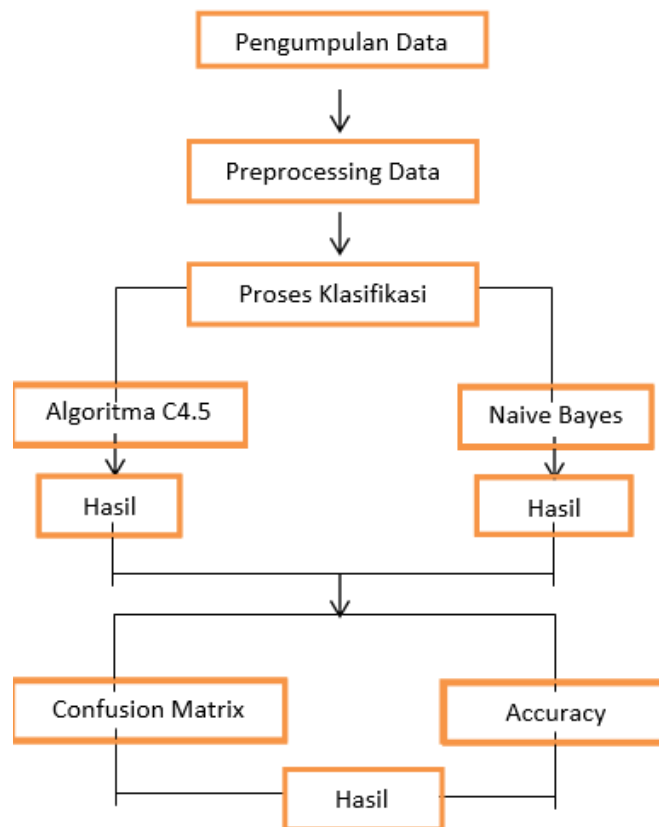 Pengumpulan Data
Preprocessing Data
Proses Klasifikasi
Algoritma C4.5
Naive Bayes
Hasil
Hasil
Confusion Matrix
Accuracy
Hasil